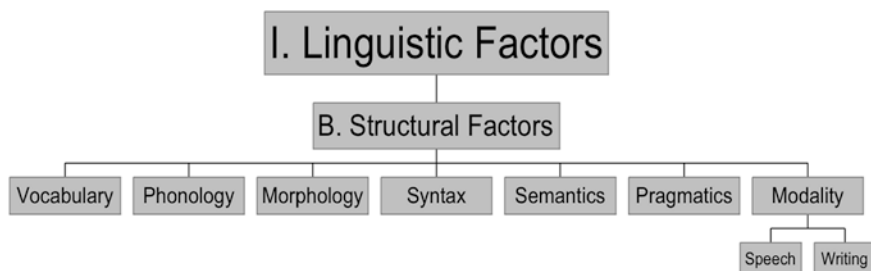 I. Linguistic Factors
B. Structural Factors
Vocabulary
Phonology
Morphology
Syntax
Semantics
Pragmatics
Modality
Speech
Writing